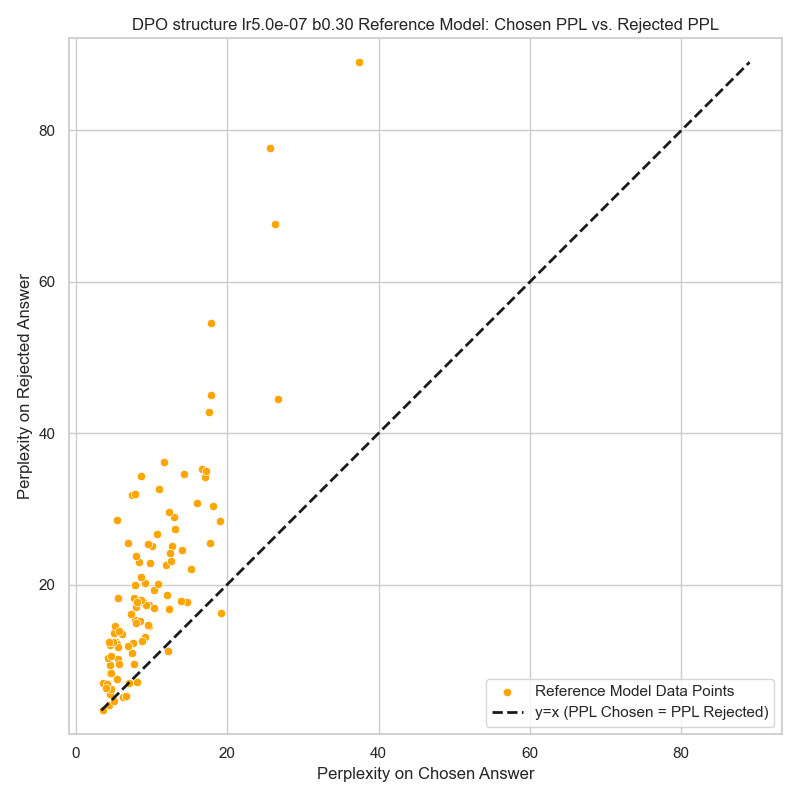 DPO structure lr5.0e-07 b0.30 Reference Model: Chosen PPL vs. Rejected PPL
Perplexity on Rejected Answer
80
60
40
20
0
20
40
60
80
Perplexity on Chosen Answer
Reference Model Data Points
y=x (PPL Chosen = PPL Rejected)